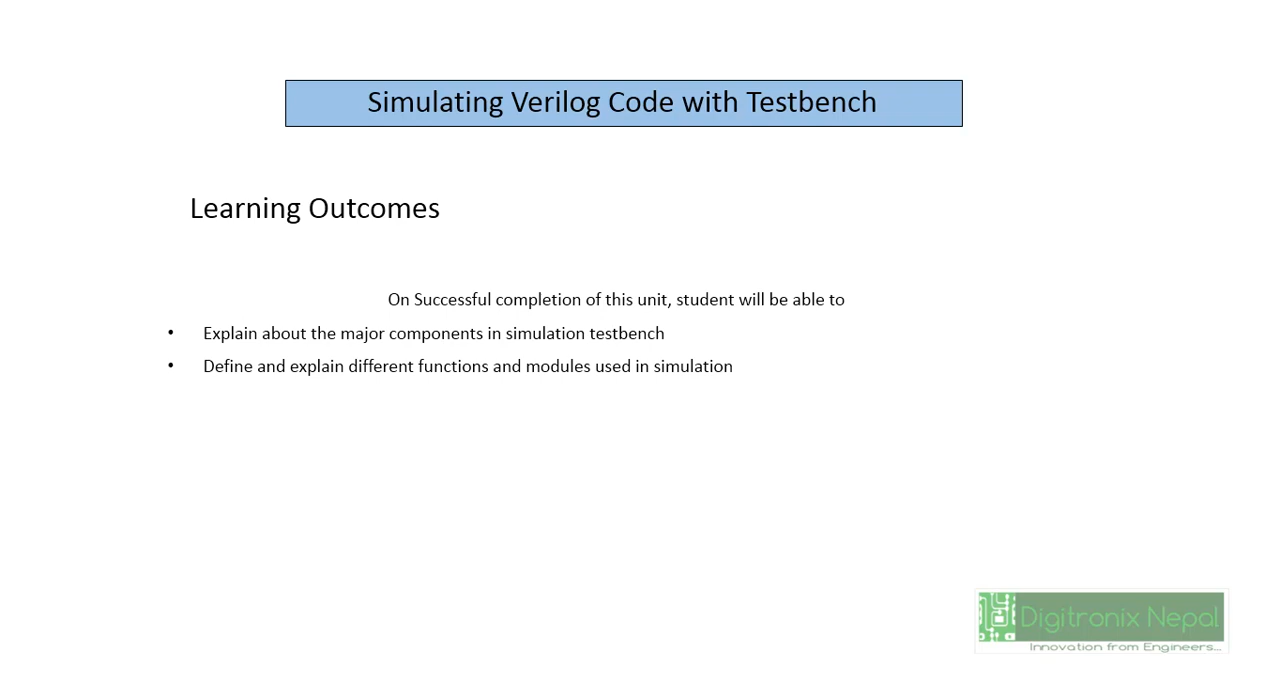 Simulating Verilog Code with Testbench
Learning Outcomes
On Successful completion of this unit, student will be able to
• Explain about the major components in simulation testbench
• Define and explain different functions and modules used in simulation
Digitronix Nepal
Innovation from Engineers...